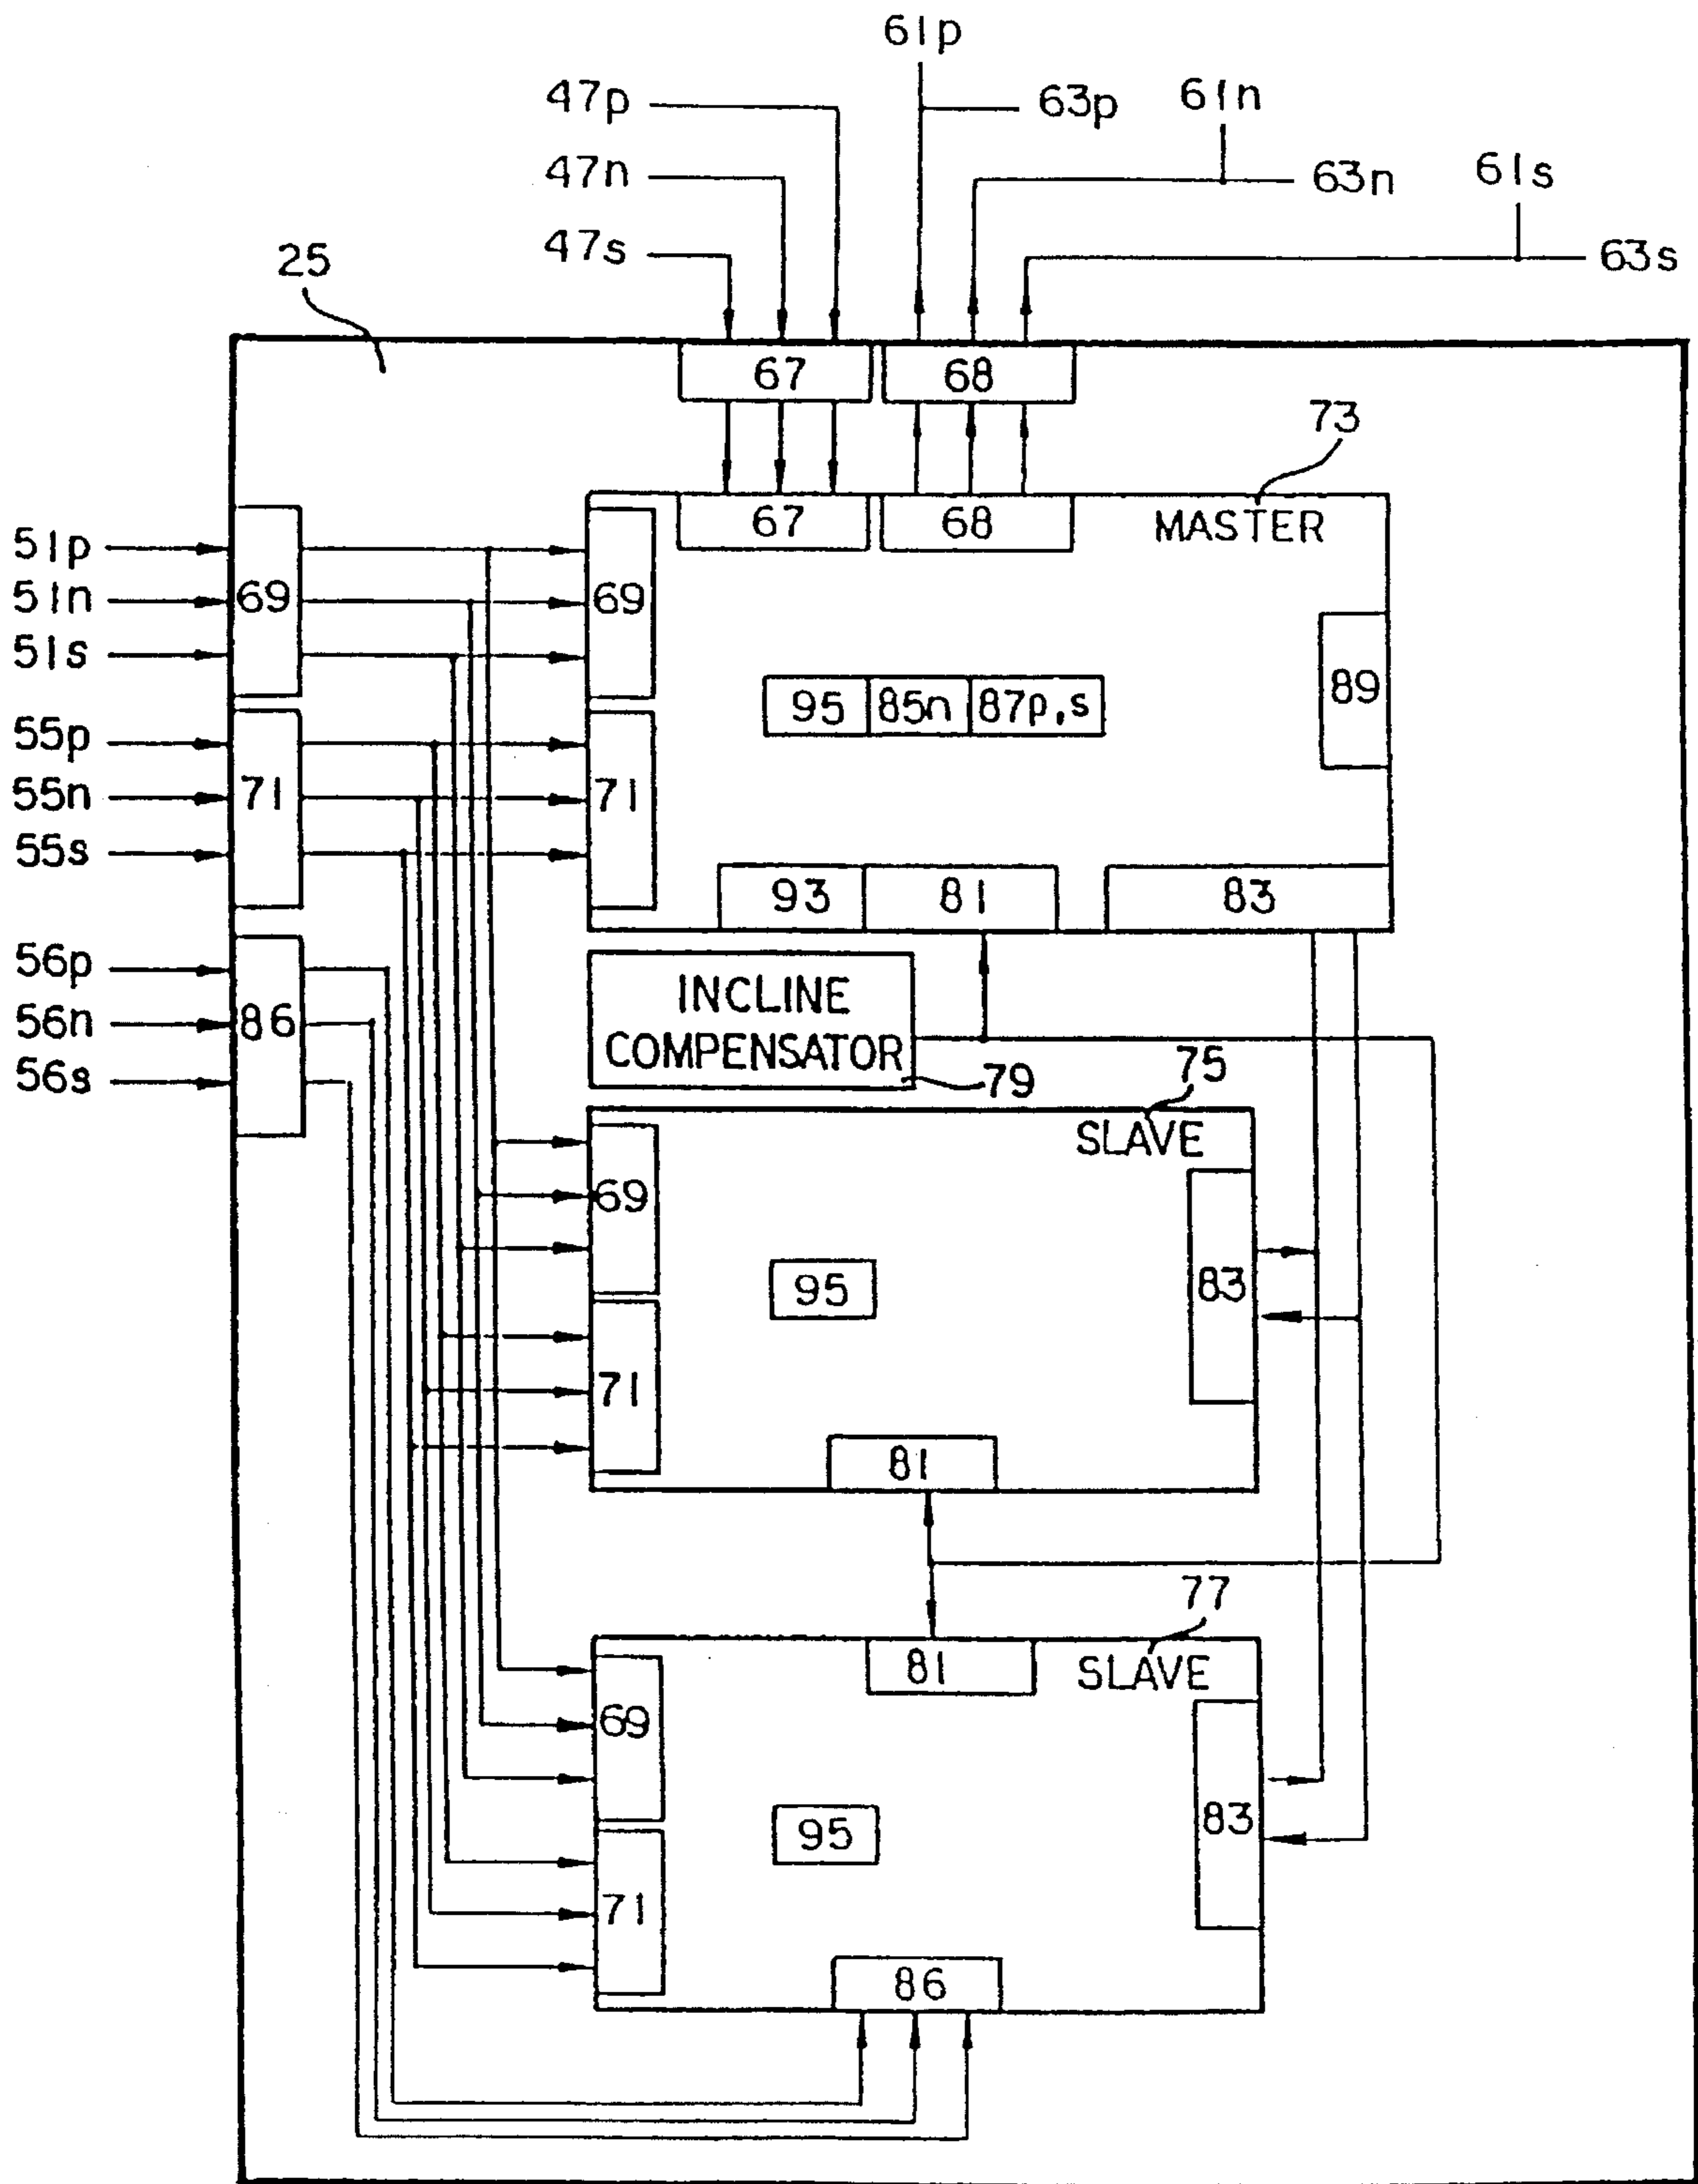 61p
47p
63p
61n
47n
63n
61s
47s
63s
25
67
68
73
67
68
MASTER
51p
51n
51s
69
69
89
95
85n
87p,s
55p
55n
55s
71
71
93
81
83
56p
56n
56s
86
INCLINE
COMPENSATOR
79
75
SLAVE
69
83
95
71
81
77
81
SLAVE
69
83
95
71
86